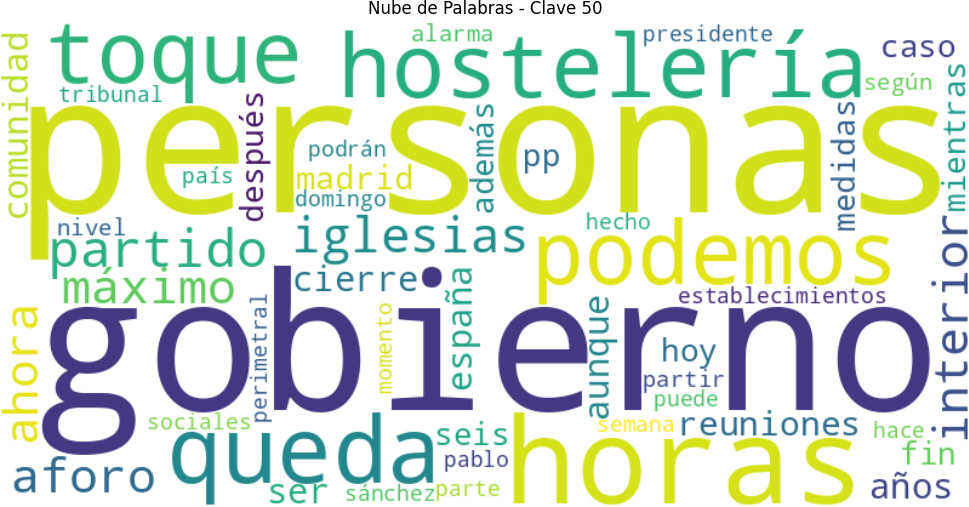 Nube de Palabras - Clave 50
toque
hostelería
alarma
presidente
caso
según
comunidad
tribunal
personas
después
además
medidas
mientras
podrán
pp
país
madrid
domingo
nivel
partido
iglesias
hecho
podemos
interior
máximo
cierre
españa
establecimientos
gobierno
ahora
perimetral
momento
aunque
hoy
partir
puede
sociales
queda
seis
horas
semana
reuniones
hace
aforo
pablo
fin
ser
sánchez
parte
años